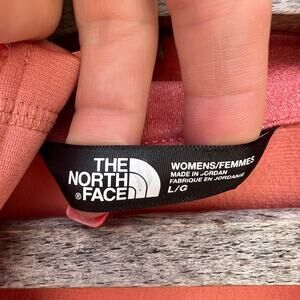 THE
NORTH
®FACE
WOMENS/FEMMES
MADE IN JORDAN
FABRIQUE EN JORDANIE
L/G